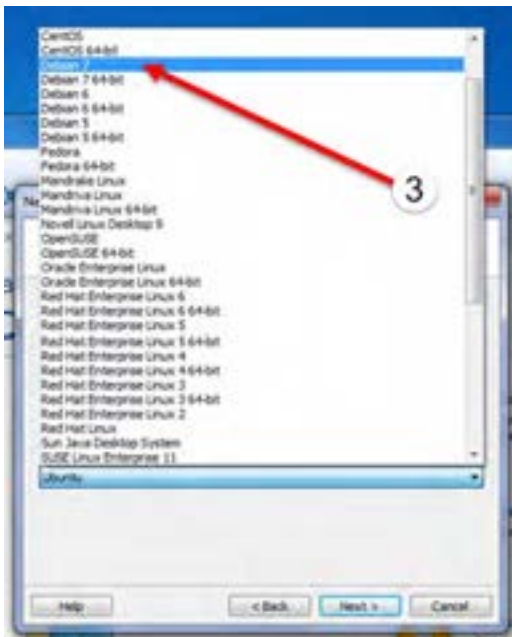 CentOS
CentOS 64-bit
Debian 7
Debian 7 64-bit
Debian 6
Debian 6 64-bit
Debian 5
Debian 5 64-bit
Fedora
Fedora 64-bit
Mandrake Linux
Mandriva Linux
Mandriva Linux 64-bit
Novell Linux Desktop 9
OpenSUSE
OpenSUSE 64-bit
Oracle Enterprise Linux
Oracle Enterprise Linux 64-bit
Red Hat Enterprise Linux 6
Red Hat Enterprise Linux 6 64-bit
Red Hat Enterprise Linux 5
Red Hat Enterprise Linux 5 64-bit
Red Hat Enterprise Linux 4
Red Hat Enterprise Linux 4 64-bit
Red Hat Enterprise Linux 3
Red Hat Enterprise Linux 3 64-bit
Red Hat Enterprise Linux 2
Red Hat Linux
Sun Java Desktop System
SUSE Linux Enterprise 11
Ubuntu
3
Help
< Back
Next >
Cancel